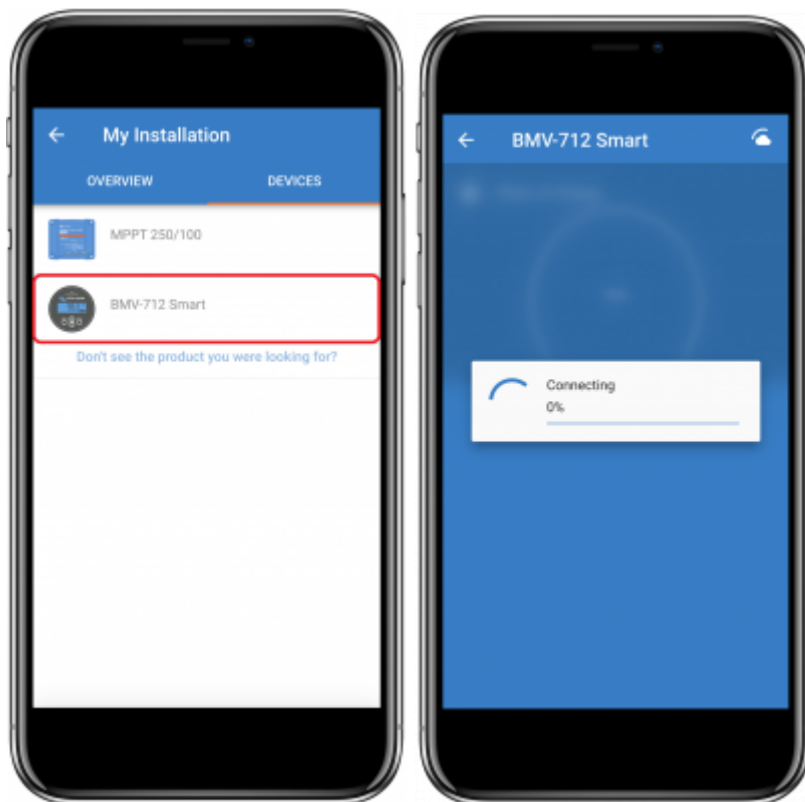 My Installation
OVERVIEW
DEVICES
MPPT 250/100
BMV-712 Smart
Don't see the product you were looking for?
BMV-712 Smart
Connecting
0%